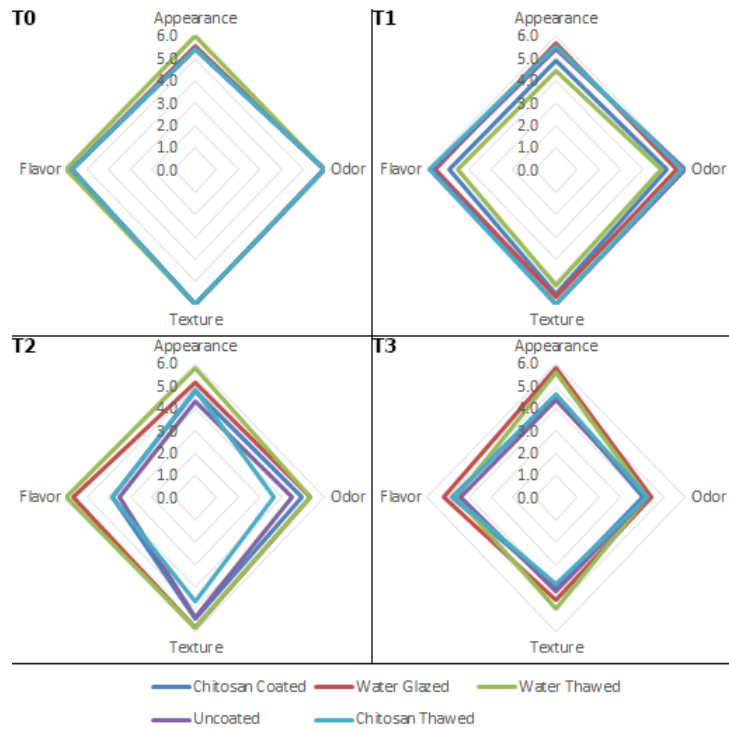 T0
Appearance
6.0
5.0
4.0
3.0
2.0
1.0
0.0
Flavor
Odor
Texture
T1
Appearance
6.0
5.0
4.0
3.0
2.0
1.0
0.0
Flavor
Odor
Texture
T2
Appearance
6.0
5.0
4.0
3.0
2.0
1.0
0.0
Flavor
Odor
Texture
T3
Appearance
6.0
5.0
4.0
3.0
2.0
1.0
0.0
Flavor
Odor
Texture
Chitosan Coated Water Glazed Water Thawed
Uncoated Chitosan Thawed